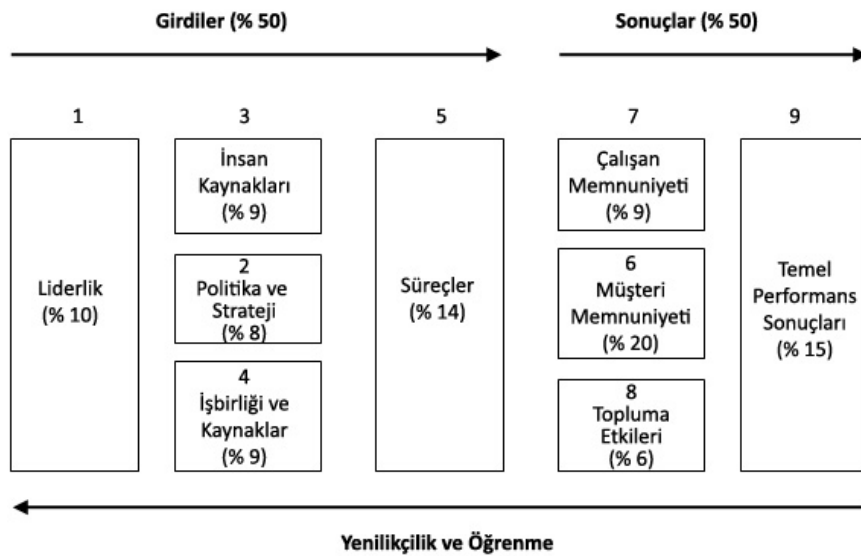 Girdiler (% 50)
Sonuçlar (% 50)
1
3
5
7
9
Liderlik
(% 10)
İnsan
Kaynakları
(% 9)
2
Politika ve
Strateji
(% 8)
4
İşbirliği ve
Kaynaklar
(% 9)
Süreçler
(% 14)
Çalışan
Memnuniyeti
(% 9)
6
Müşteri
Memnuniyeti
(% 20)
8
Topluma
Etkileri
(% 6)
Temel
Performans
Sonuçları
(% 15)
Yenilikçilik ve Öğrenme